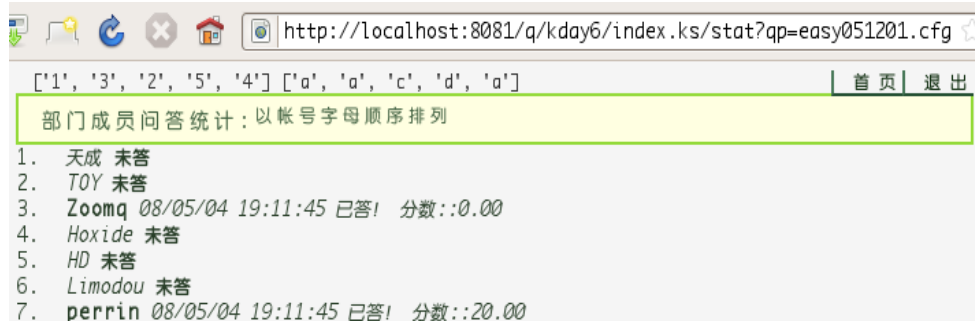 http://localhost:8081/q/kday6/index.ks/stat?qp=easy051201.cfg
['1', '3', '2', '5', '4'] ['a', 'a', 'c', 'd', 'a'] 首页 退出
部门成员问答统计:以帐号字母顺序排列
1. 天成 未答
2. TOY 未答
3. Zoomq 08/05/04 19:11:45 已答! 分数::0.00
4. Hoxide 未答
5. HD 未答
6. Limodou 未答
7. perrin 08/05/04 19:11:45 已答! 分数::20.00